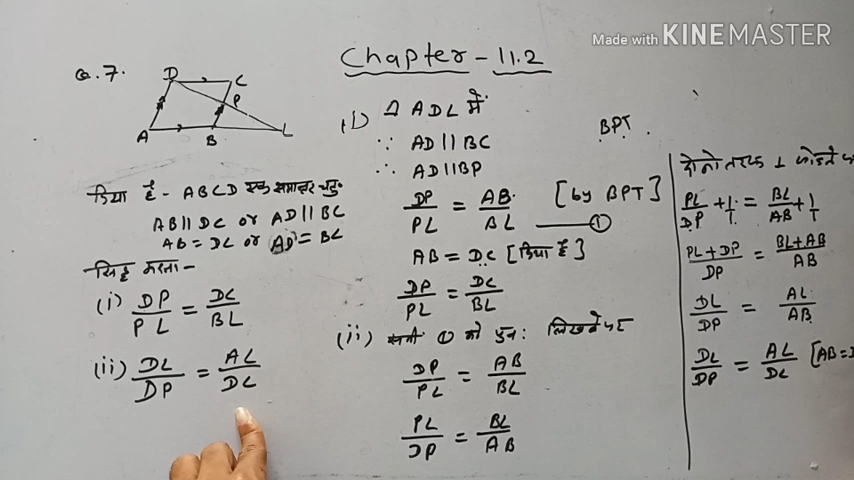 Made with KINEMASTER
Chapter - 11.2
Q.7.
D C P A B L
दिया है - ABCD एक समान्तर चतु०
AB || DC or AD || BC
AB = DC or AD = BC
सिद्ध करना -
(i) DP/PL = DC/BL
(ii) DL/DP = AL/DC
(i) Δ ADL में
BPT
∵ AD || BC
∴ AD || BP
DP/PL = AB/BL [by BPT] ①
AB = DC [दिया है]
DP/PL = DC/BL
(ii) ① को पुनः लिखने पर
DP/PL = AB/BL
PL/DP = BL/AB
दोनो तरफ 1 जोड़ने
PL/DP + 1/1 = BL/AB + 1/1
PL+DP/DP = BL+AB/AB
DL/DP = AL/AB
DL/DP = AL/DC [AB=